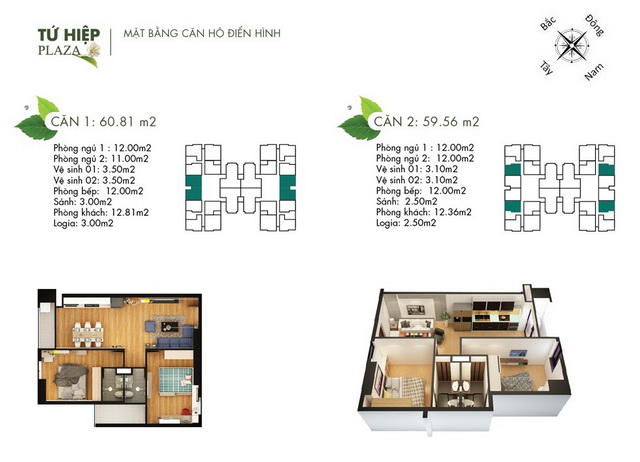 TỨ HIỆP
PLAZA
MẶT BẰNG CĂN HỘ ĐIỂN HÌNH
Bắc
Đông
Tây
Nam
CĂN 1: 60.81 m2
Phòng ngủ 1 : 12.00m2
Phòng ngủ 2: 11.00m2
Vệ sinh 01: 3.50m2
Vệ sinh 02: 3.50m2
Phòng bếp: 12.00m2
Sảnh: 3.00m2
Phòng khách: 12.81m2
Logia: 3.00m2
CĂN 2: 59.56 m2
Phòng ngủ 1: 12.00m2
Phòng ngủ 2: 12.00m2
Vệ sinh 01: 3.10m2
Vệ sinh 02: 3.10m2
Phòng bếp: 12.00m2
Sảnh: 2.50m2
Phòng khách: 12.36m2
Logia: 2.50m2